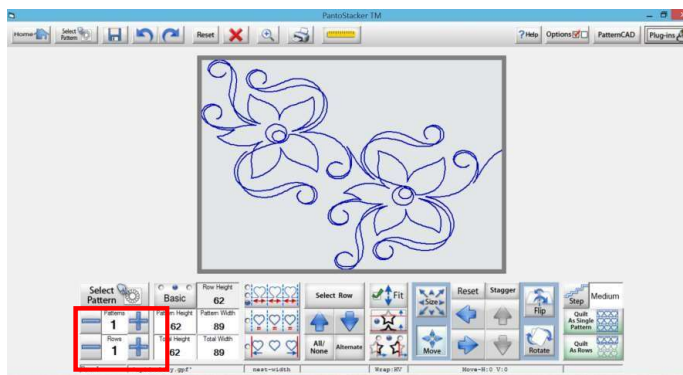 PantoStacker TM
Home Select Pattern Reset Help Options PatternCAD Plug-ins
Select Pattern
Basic
Row Height
62
Patterns
1
Pattern Height
62
Pattern Width
89
Rows
1
Total Height
62
Total Width
89
Select Row
All/None
Alternate
Fit
Size
Move
Reset
Stagger
Flip
Rotate
Step
Medium
Quilt As Single Pattern
Quilt As Rows
nest-width
Wrap:HV
Move-H:0 V:0